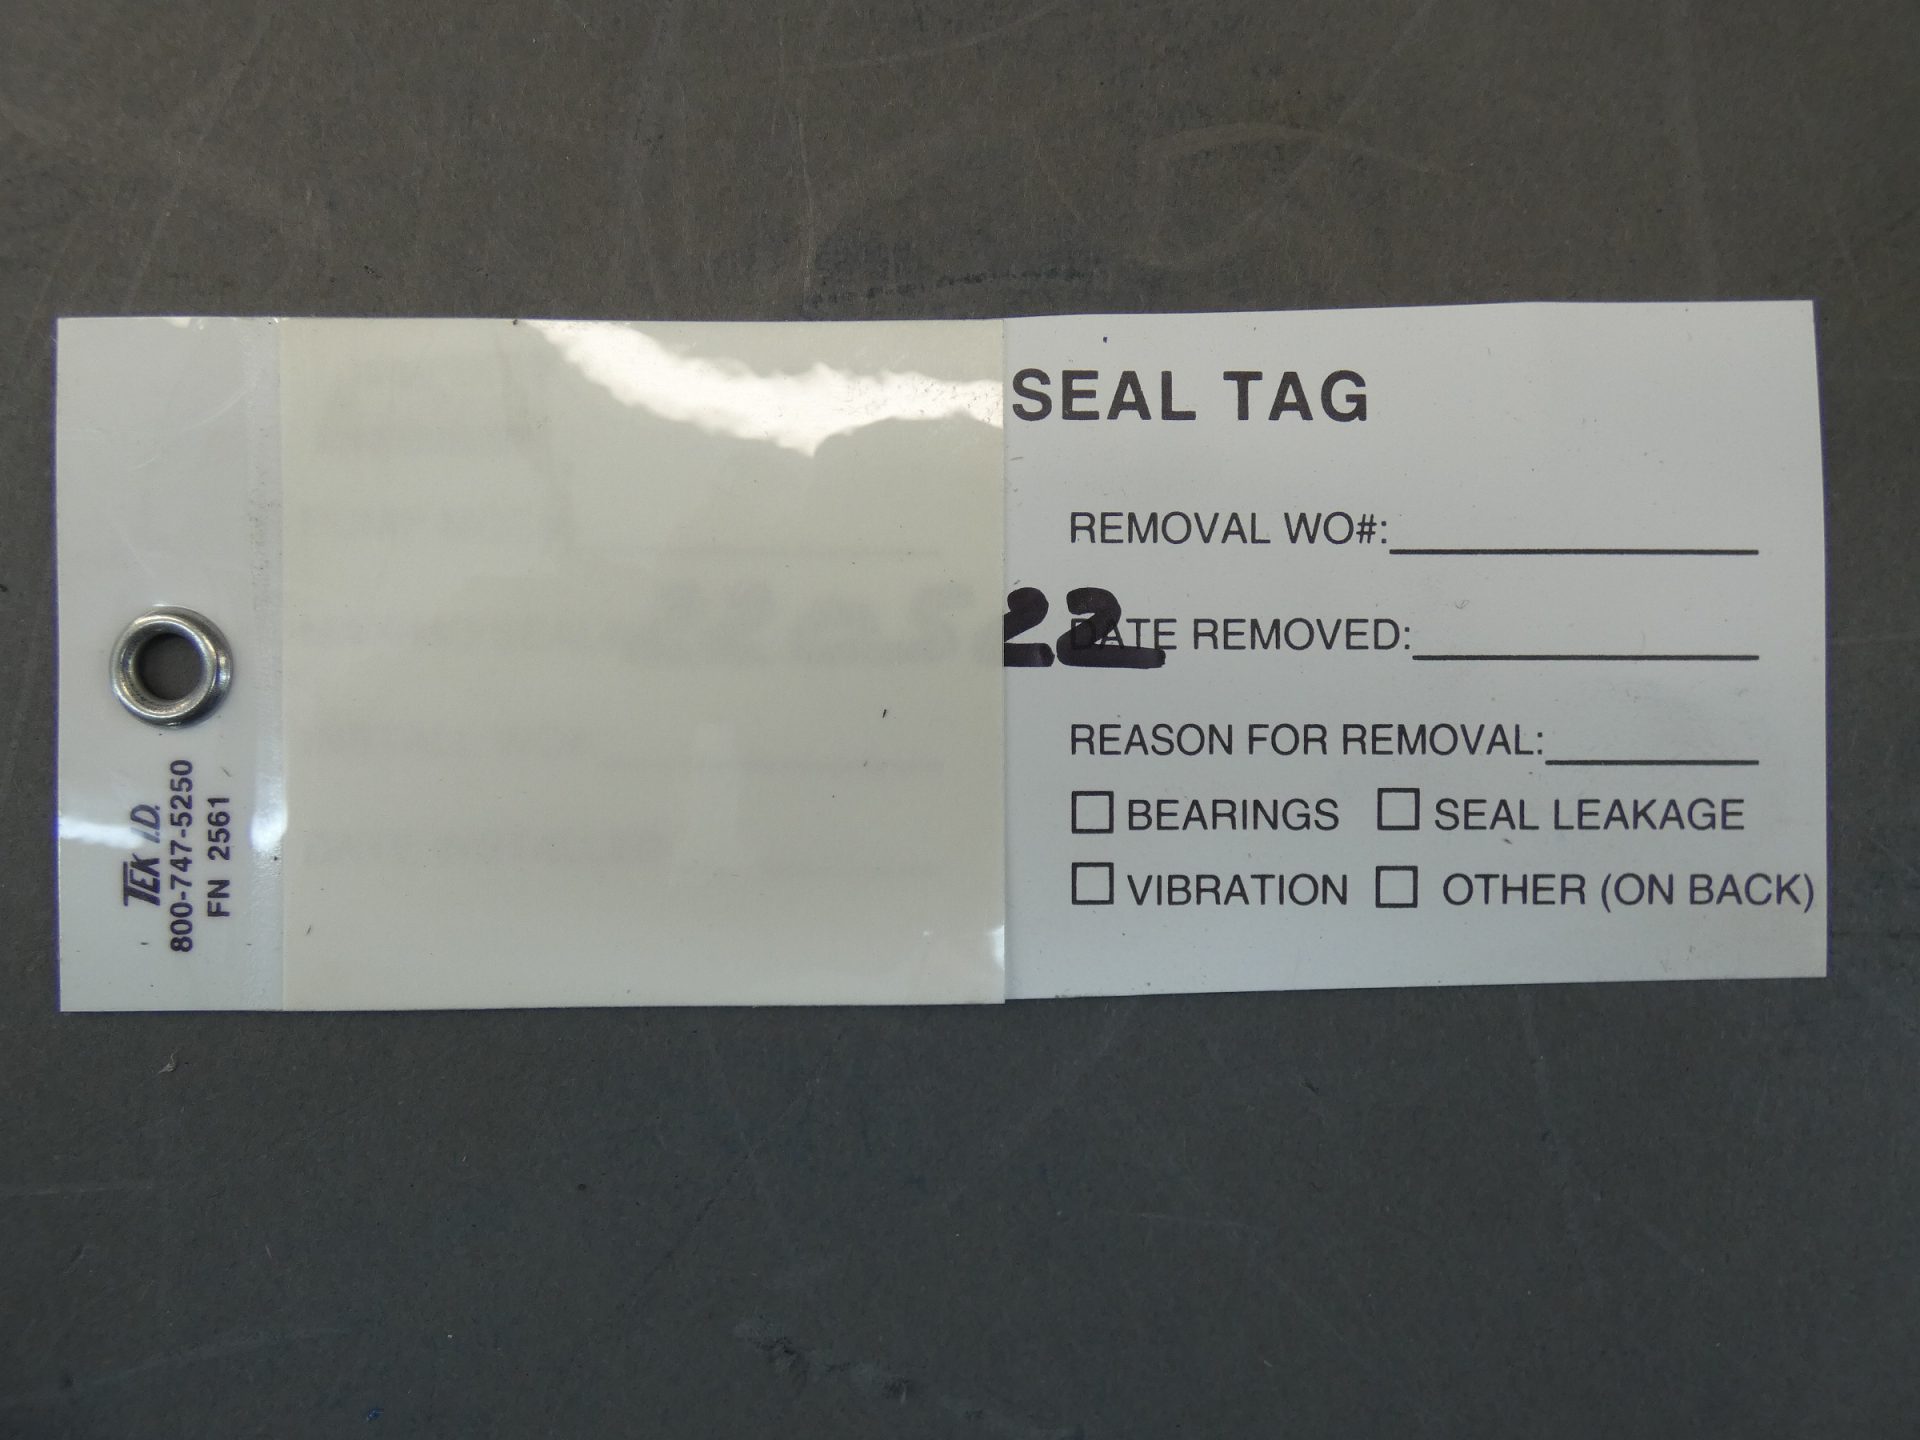 SEAL TAG
REMOVAL WO#:
22 DATE REMOVED:
REASON FOR REMOVAL:
BEARINGS SEAL LEAKAGE
VIBRATION OTHER (ON BACK)
TEK I.D.
800-747-5250
FN 2561